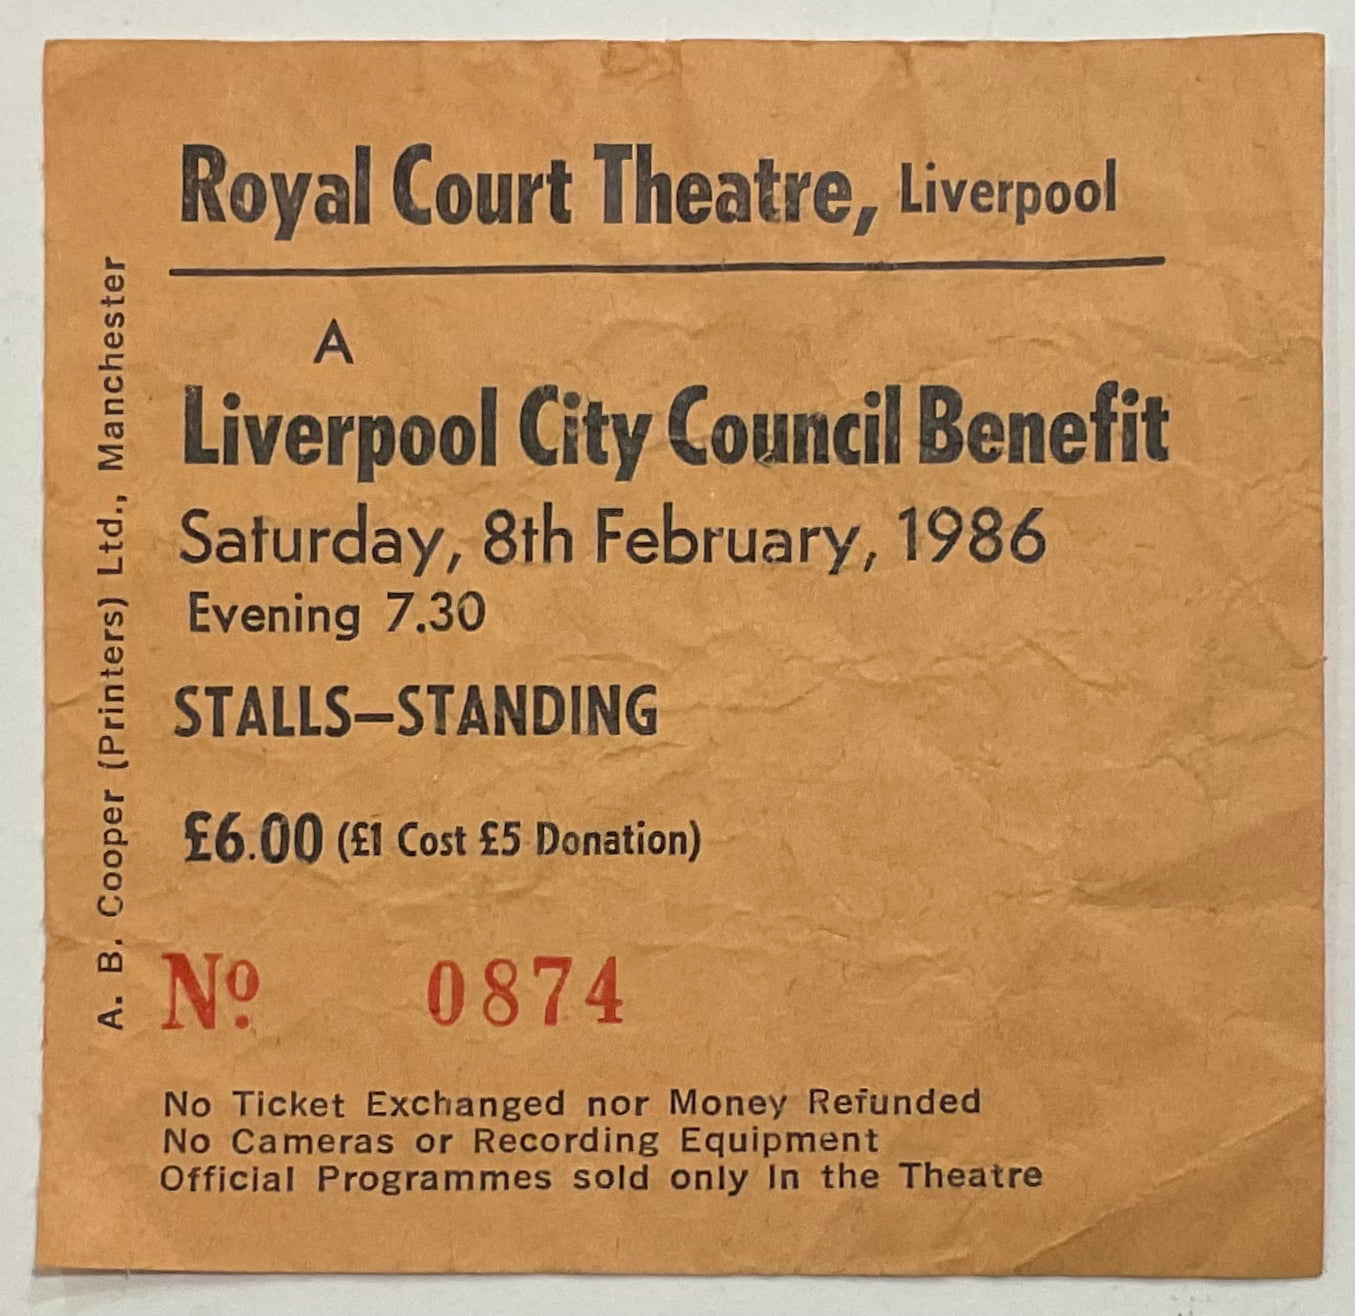 Royal Court Theatre, Liverpool
A
Liverpool City Council Benefit
Saturday, 8th February, 1986
Evening 7.30
STALLS—STANDING
£6.00 (£1 Cost £5 Donation)
Nº 0874
No Ticket Exchanged nor Money Refunded
No Cameras or Recording Equipment
Official Programmes sold only in the Theatre
A. B. Cooper (Printers) Ltd., Manchester